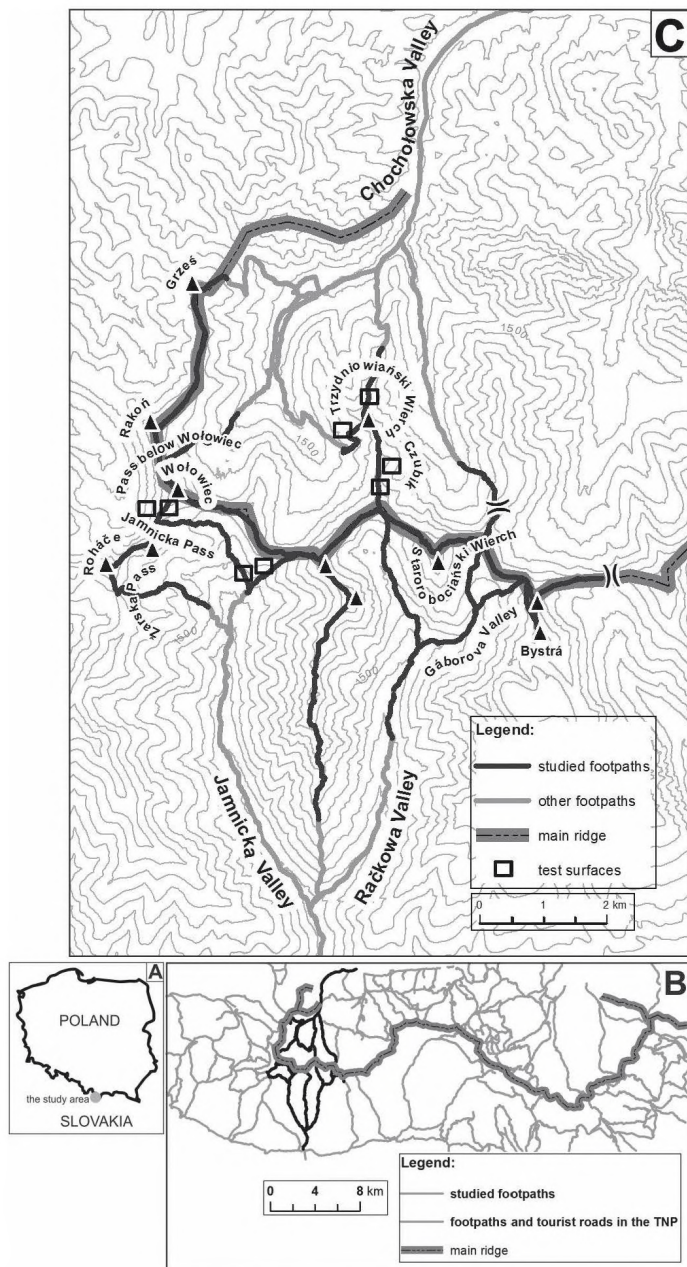 C
Chochołowska Valley
Grześ
1500
Trzydniowiański Wierch
Rakoń
Pass below Wołowiec
1500
Czubik
Wołowiec
Jamnicka Pass
Roháče
Starorobociański Wierch
Žarska Pass
1500
Gáborova Valley
Bystrá
1500
Legend:
studied footpaths
other footpaths
main ridge
test surfaces
0 1 2 km
Jamnicka Valley
Račkowa Valley
A
POLAND
the study area
SLOVAKIA
B
0 4 8 km
Legend:
studied footpaths
footpaths and tourist roads in the TNP
main ridge